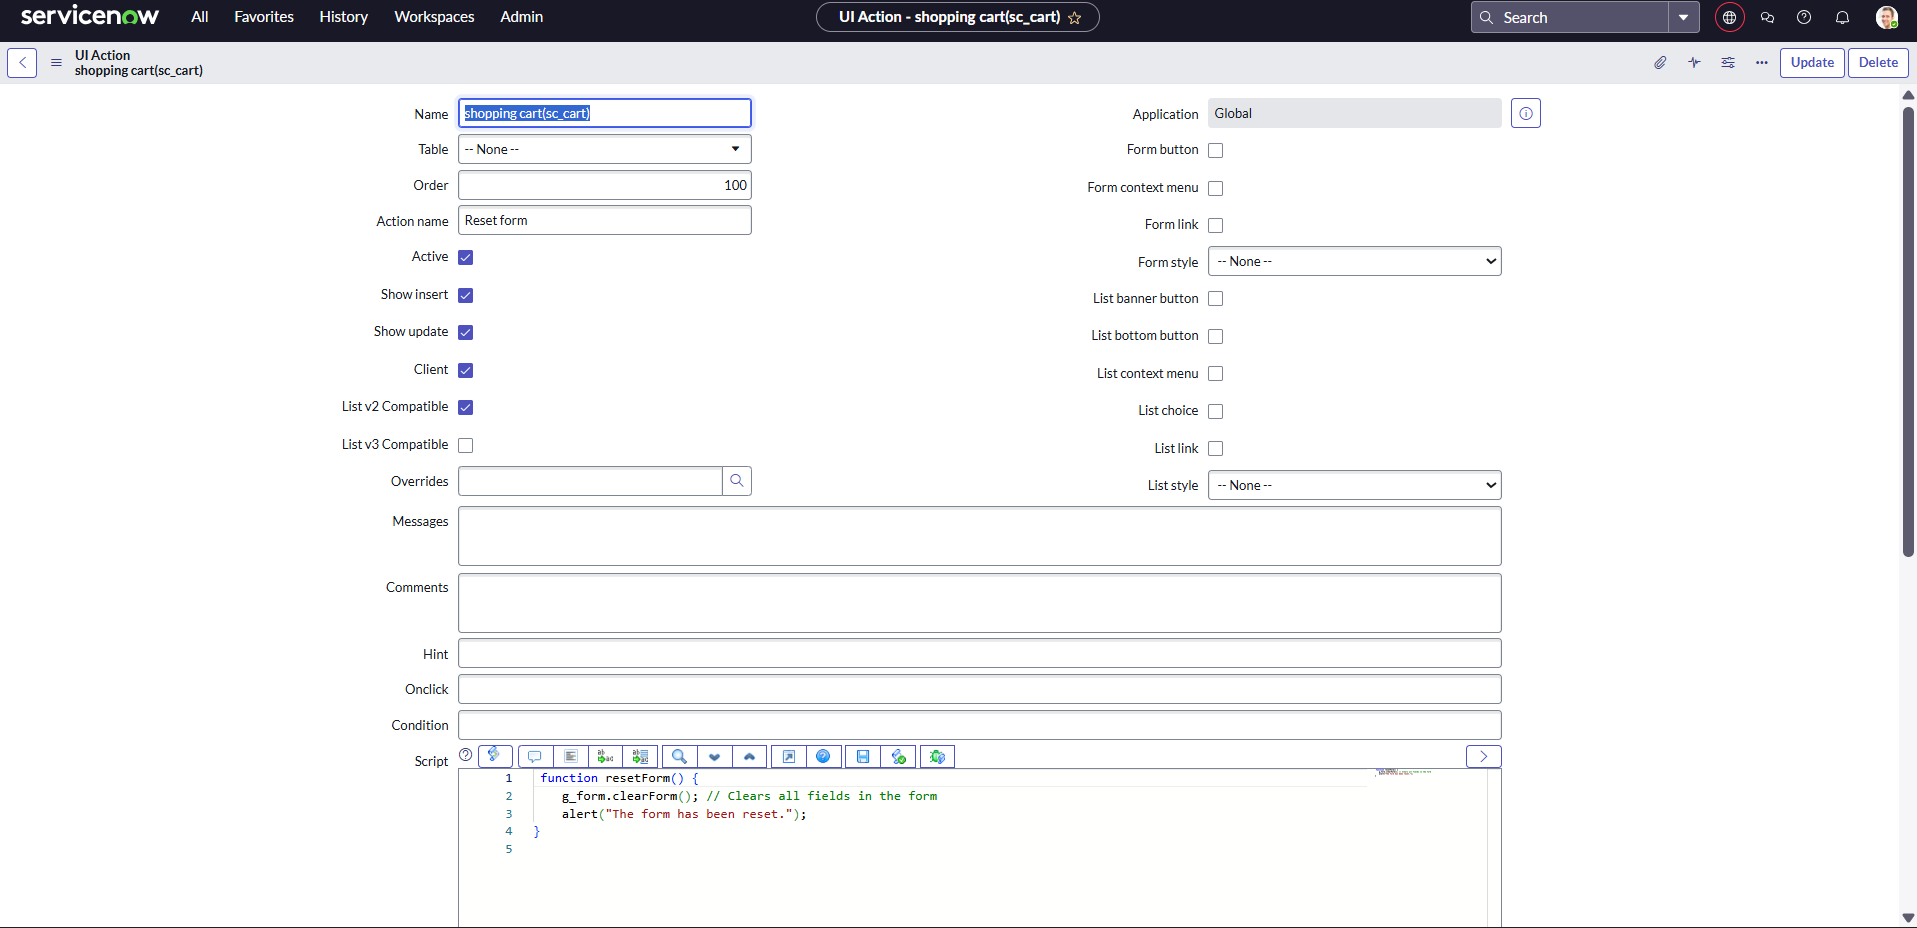 servicenow All Favorites History Workspaces Admin UI Action - shopping cart(sc_cart) Search
UI Action
shopping cart(sc_cart)
Update Delete
Name shopping cart(sc_cart)
Table -- None --
Order 100
Action name Reset form
Active
Show insert
Show update
Client
List v2 Compatible
List v3 Compatible
Overrides
Application Global
Form button
Form context menu
Form link
Form style -- None --
List banner button
List bottom button
List context menu
List choice
List link
List style -- None --
Messages
Comments
Hint
Onclick
Condition
Script
1 function resetForm() {
2 g_form.clearForm(); // Clears all fields in the form
3 alert("The form has been reset.");
4 }
5